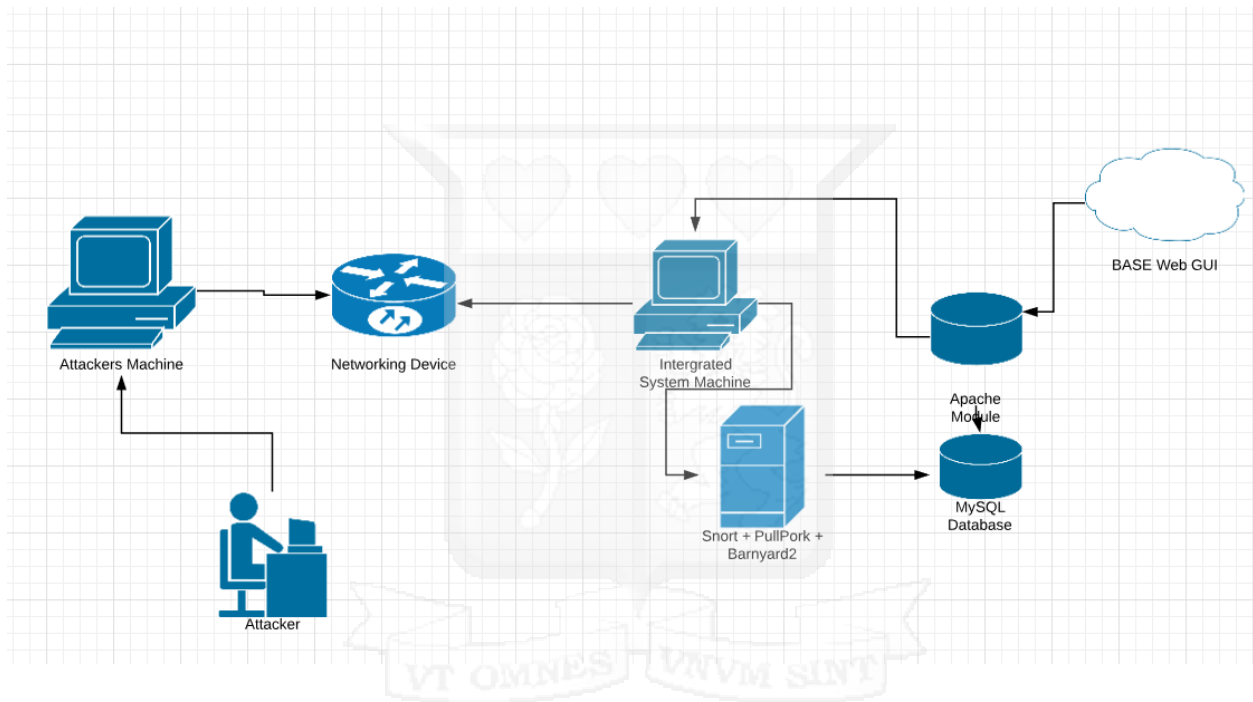 BASE Web GUI
Attackers Machine
Networking Device
Intergrated
System Machine
Apache
Module
MySQL
Database
Snort + PullPork +
Barnyard2
Attacker
VT OMNES
VNVM SINT